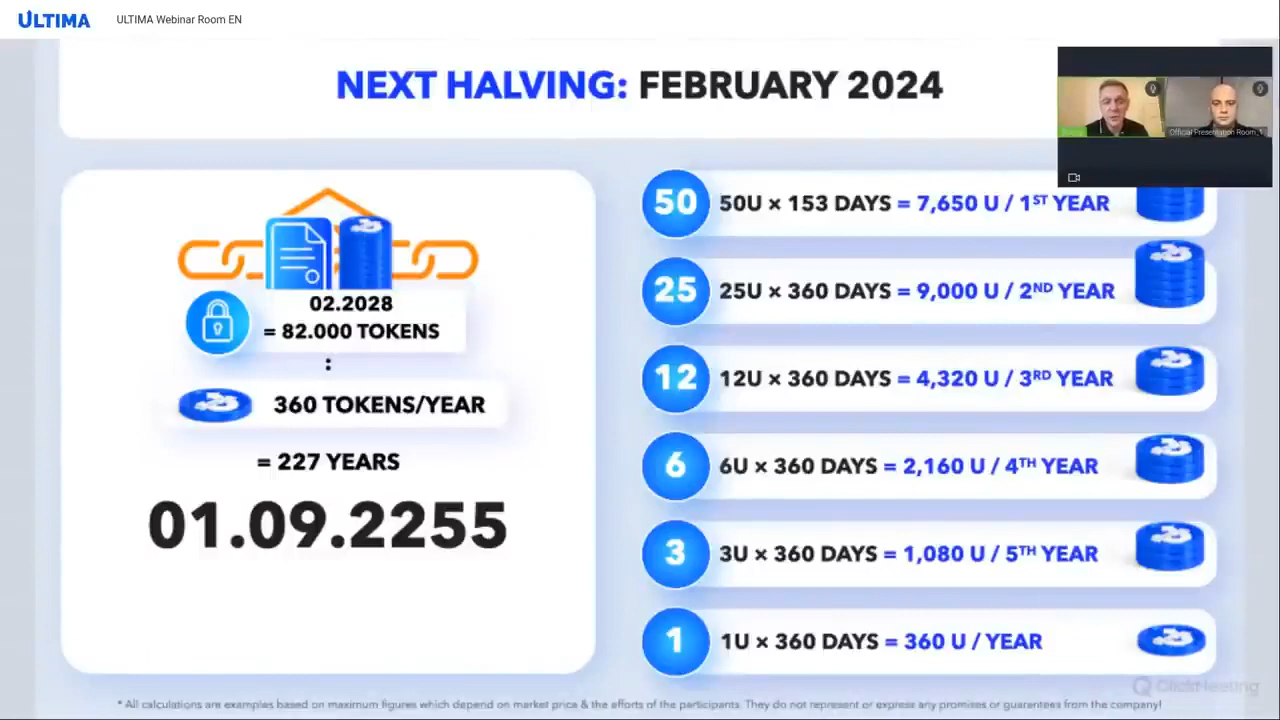 ULTIMA
ULTIMA Webinar Room EN
NEXT HALVING: FEBRUARY 2024
Official Presentation Room_1
02.2028
= 82.000 TOKENS
:
360 TOKENS/YEAR
= 227 YEARS
01.09.2255
50 50U × 153 DAYS = 7,650 U / 1ST YEAR
25 25U × 360 DAYS = 9,000 U / 2ND YEAR
12 12U × 360 DAYS = 4,320 U / 3RD YEAR
6 6U × 360 DAYS = 2,160 U / 4TH YEAR
3 3U × 360 DAYS = 1,080 U / 5TH YEAR
1 1U × 360 DAYS = 360 U / YEAR
ClickMeeting
* All calculations are examples based on maximum figures which depend on market price & the efforts of the participants. They do not represent or express any promises or guarantees from the company!